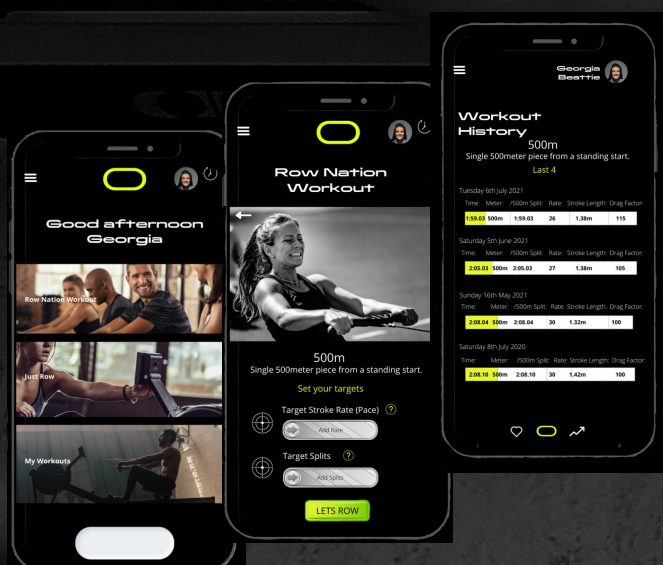 Good afternoon
Georgia
Row Nation Workout
Just Row
My Workouts
Row Nation
Workout
500m
Single 500meter piece from a standing start.
Set your targets
Target Stroke Rate (Pace) ?
Add Rate
Target Splits ?
Add Splits
LETS ROW
Georgia
Beattie
Workout
History
500m
Single 500meter piece from a standing start.
Last 4
Tuesday 6th July 2021
Time: Meter: /500m Split: Rate: Stroke Length: Drag Factor:
1:59.03 500m 1:59.03 26 1.38m 115
Saturday 5th June 2021
Time: Meter: /500m Split: Rate: Stroke Length: Drag Factor:
2:05.03 500m 2:05.03 27 1.38m 105
Sunday 16th May 2021
Time: Meter: /500m Split: Rate: Stroke Length: Drag Factor:
2:08.04 500m 2:08.04 30 1.32m 100
Saturday 8th July 2020
Time: Meter: /500m Split: Rate: Stroke Length: Drag Factor:
2:08.10 500m 2:08.10 30 1.42m 100